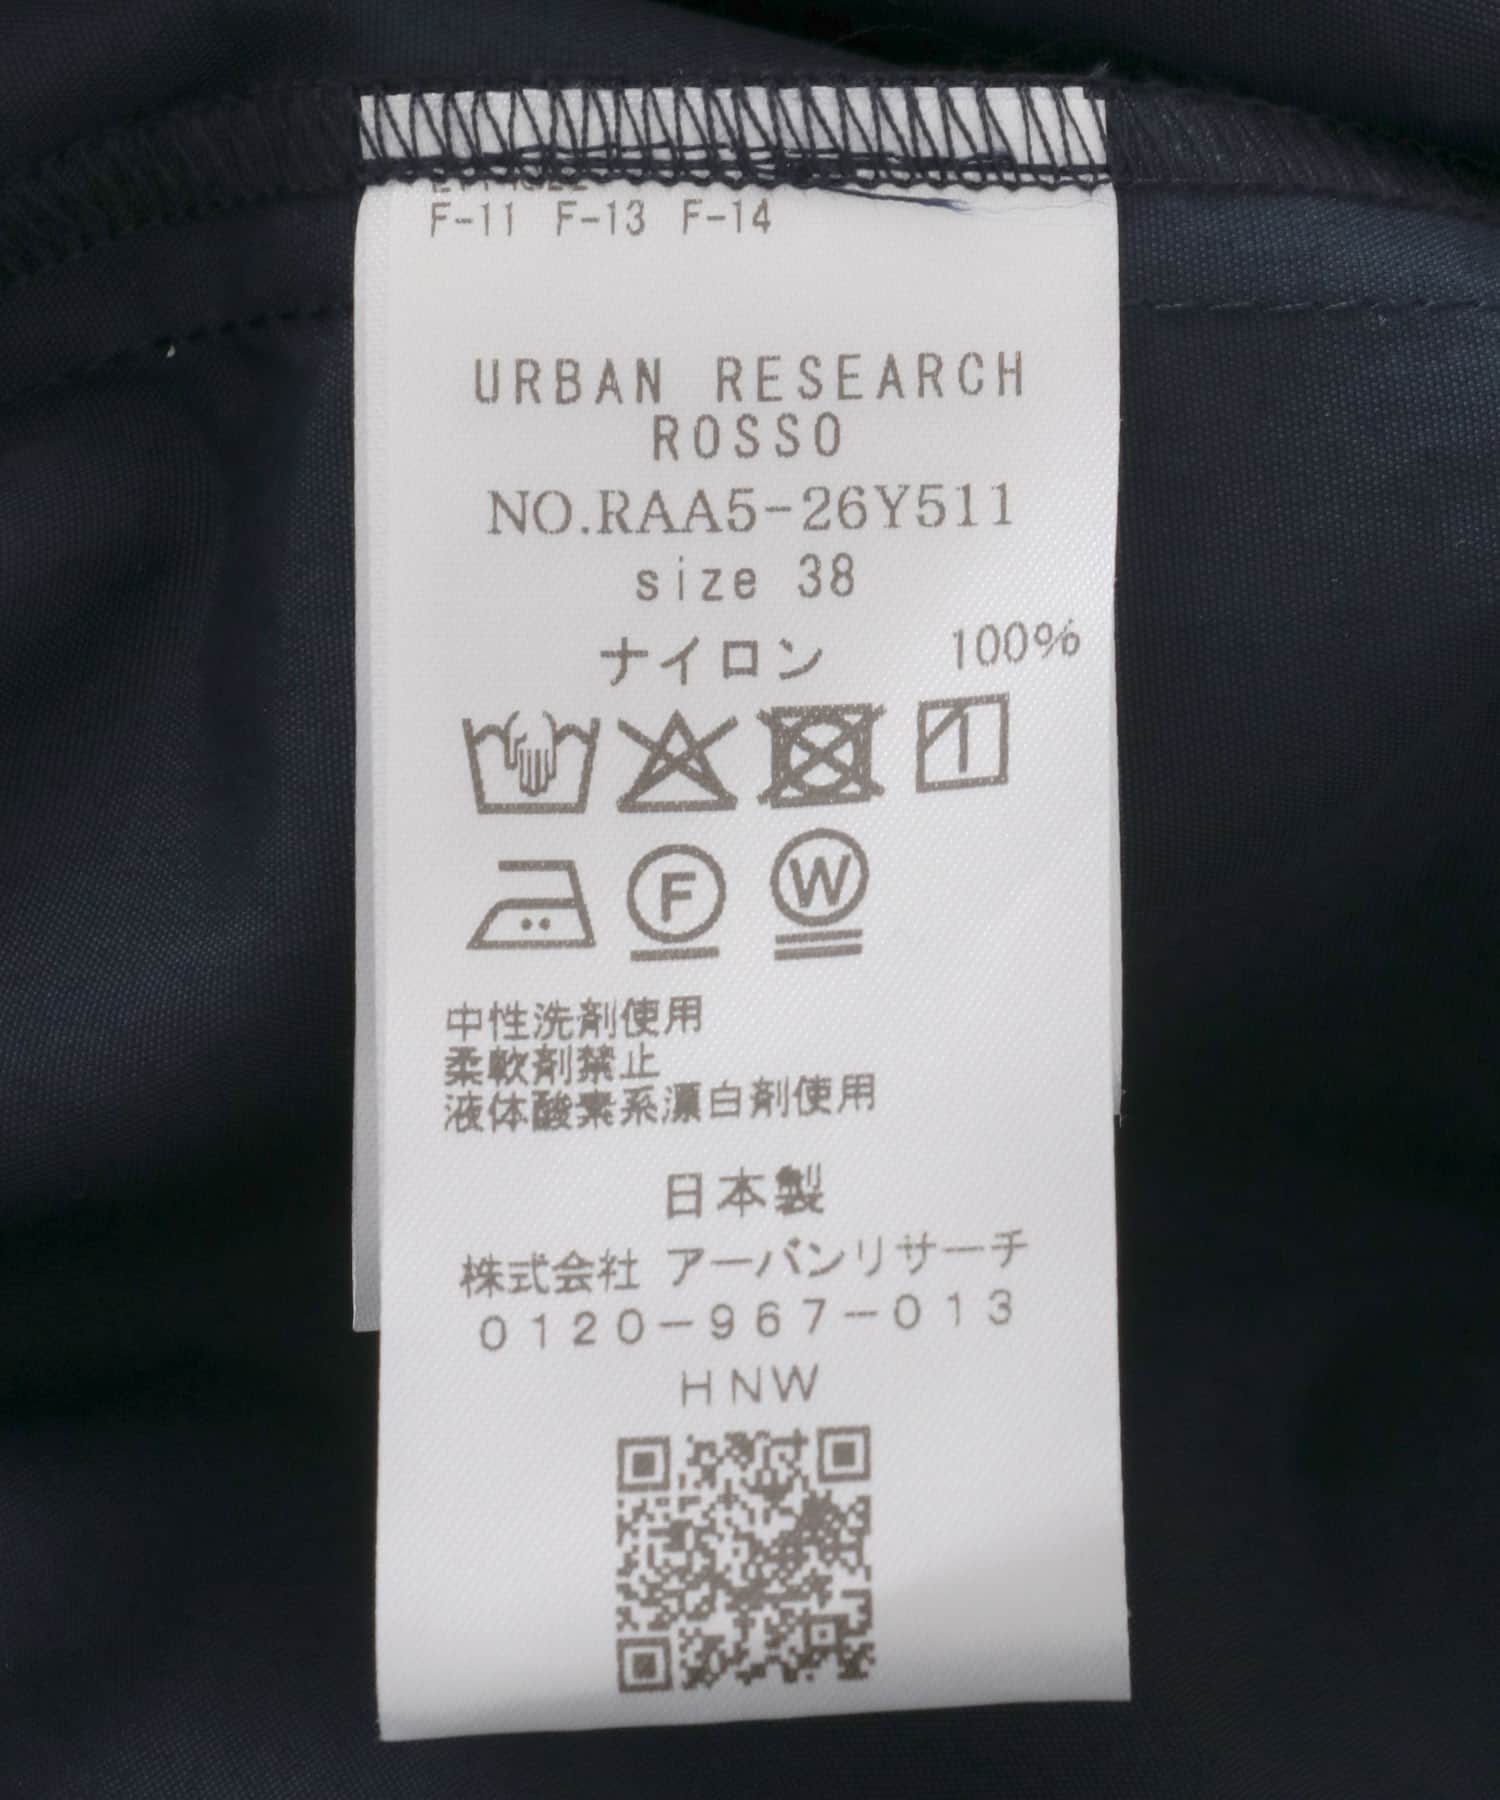 F-11 F-13 F-14
URBAN RESEARCH
ROSSO
NO.RAA5-26Y511
size 38
ナイロン 100%
F W
中性洗剤使用
柔軟剤禁止
液体酸素系漂白剤使用
日本製
株式会社 アーバンリサーチ
0120-967-013
HNW